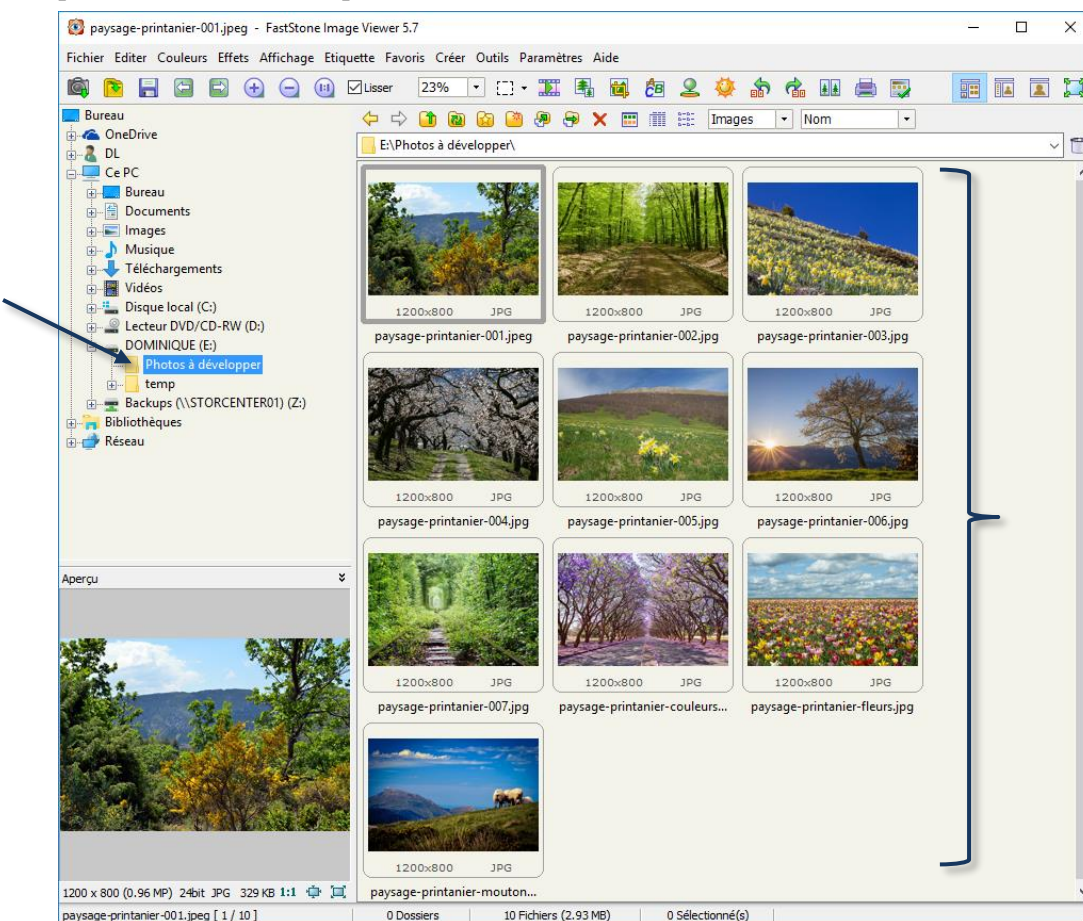 paysage-printanier-001.jpeg - FastStone Image Viewer 5.7
Fichier Editer Couleurs Effets Affichage Etiquette Favoris Créer Outils Paramètres Aide
Lisser 23%
Bureau
OneDrive
DL
Ce PC
Bureau
Documents
Images
Musique
Téléchargements
Vidéos
Disque local (C:)
Lecteur DVD/CD-RW (D:)
DOMINIQUE (E:)
Photos à développer
temp
Backups (\\STORCENTER01) (Z:)
Bibliothèques
Réseau
Images Nom
E:\Photos à développer\
1200x800 JPG 1200x800 JPG 1200x800 JPG
paysage-printanier-001.jpeg paysage-printanier-002.jpg paysage-printanier-003.jpg
1200x800 JPG 1200x800 JPG 1200x800 JPG
paysage-printanier-004.jpg paysage-printanier-005.jpg paysage-printanier-006.jpg
1200x800 JPG 1200x800 JPG 1200x800 JPG
paysage-printanier-007.jpg paysage-printanier-couleurs... paysage-printanier-fleurs.jpg
1200x800 JPG
paysage-printanier-mouton...
Aperçu
1200 x 800 (0.96 MP) 24bit JPG 329 KB 1:1
paysage-printanier-001.jpeg [ 1 / 10 ] 0 Dossiers 10 Fichiers (2.93 MB) 0 Sélectionné(s)